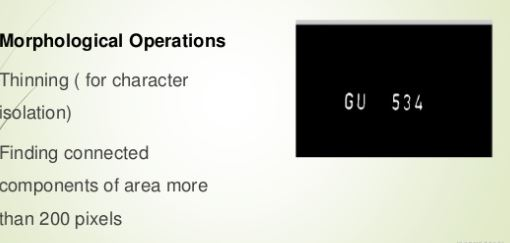 Morphological Operations
Thinning ( for character
isolation)
Finding connected
components of area more
than 200 pixels
GU 534